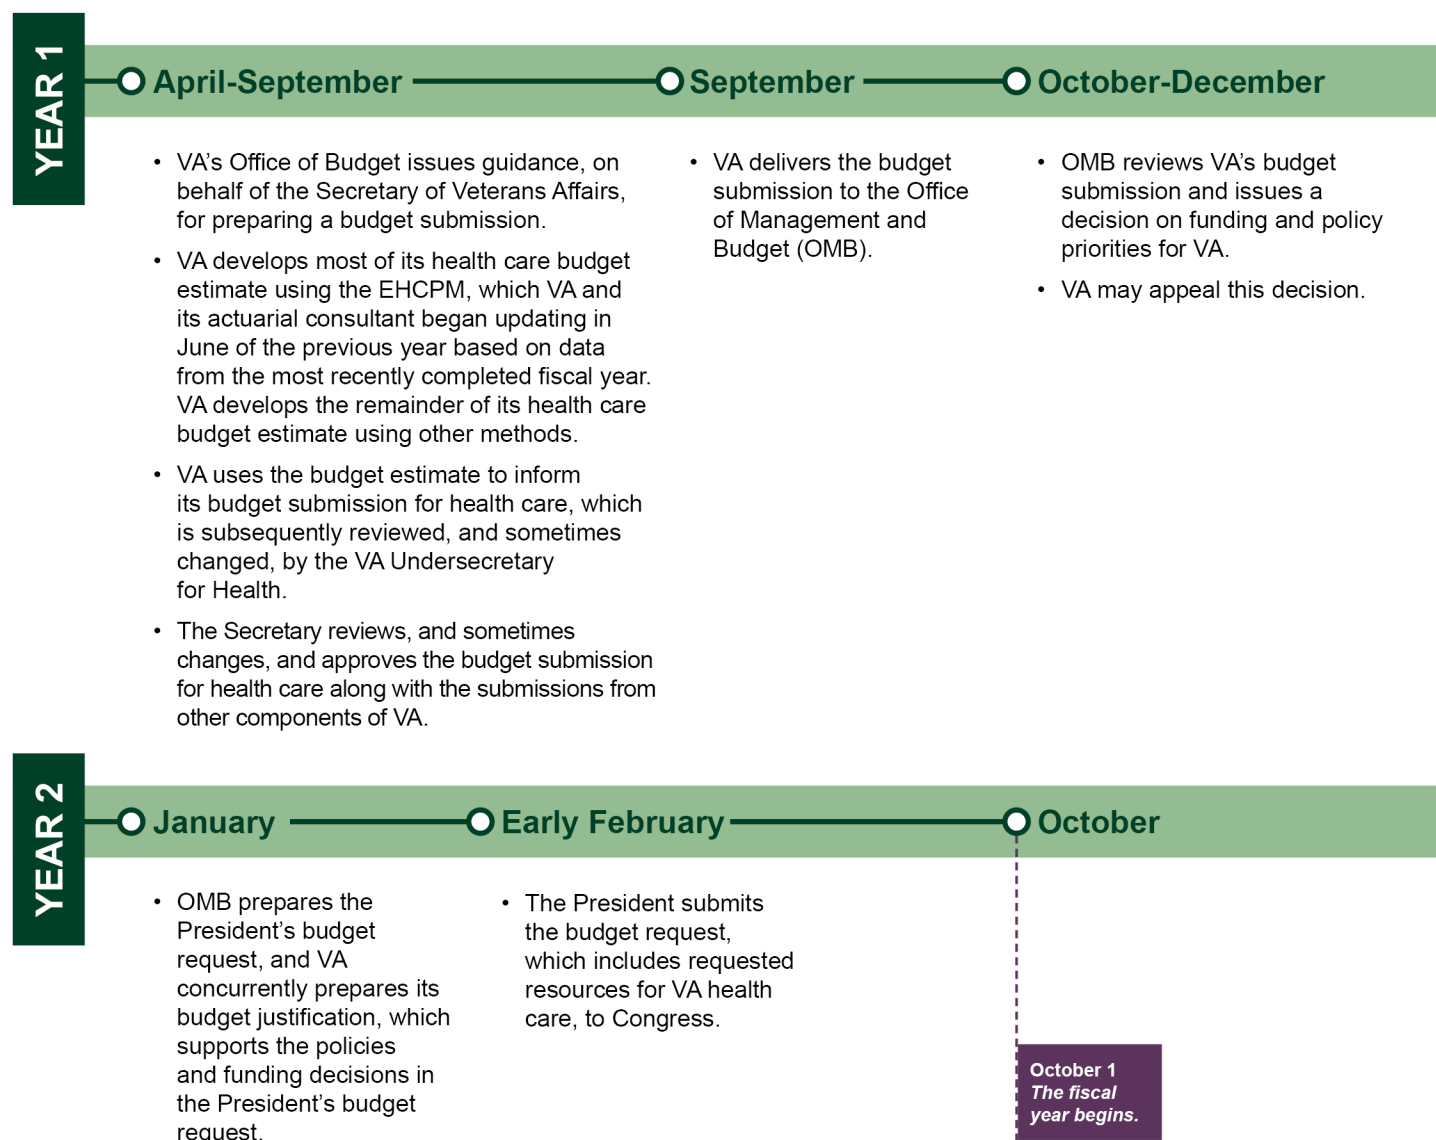 YEAR 1
April-September
September
October-December
• VA’s Office of Budget issues guidance, on
behalf of the Secretary of Veterans Affairs,
for preparing a budget submission.
• VA develops most of its health care budget
estimate using the EHCPM, which VA and
its actuarial consultant began updating in
June of the previous year based on data
from the most recently completed fiscal year.
VA develops the remainder of its health care
budget estimate using other methods.
• VA uses the budget estimate to inform
its budget submission for health care, which
is subsequently reviewed, and sometimes
changed, by the VA Undersecretary
for Health.
• The Secretary reviews, and sometimes
changes, and approves the budget submission
for health care along with the submissions from
other components of VA.
• VA delivers the budget
submission to the Office
of Management and
Budget (OMB).
• OMB reviews VA’s budget
submission and issues a
decision on funding and policy
priorities for VA.
• VA may appeal this decision.
YEAR 2
January
Early February
October
• OMB prepares the
President’s budget
request, and VA
concurrently prepares its
budget justification, which
supports the policies
and funding decisions in
the President’s budget
request.
• The President submits
the budget request,
which includes requested
resources for VA health
care, to Congress.
October 1
The fiscal
year begins.